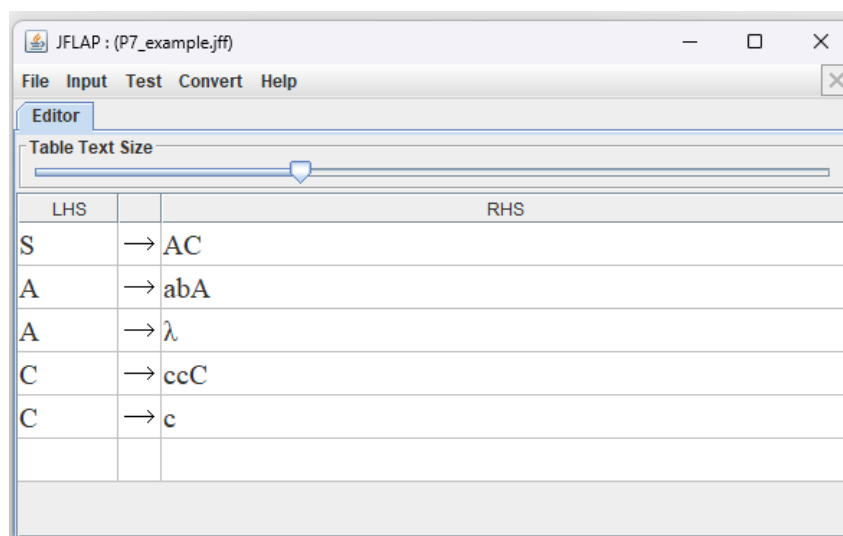 JFLAP : (P7_example.jff)
File Input Test Convert Help
Editor
Table Text Size
LHS RHS
S → AC
A → abA
A → λ
C → ccC
C → c